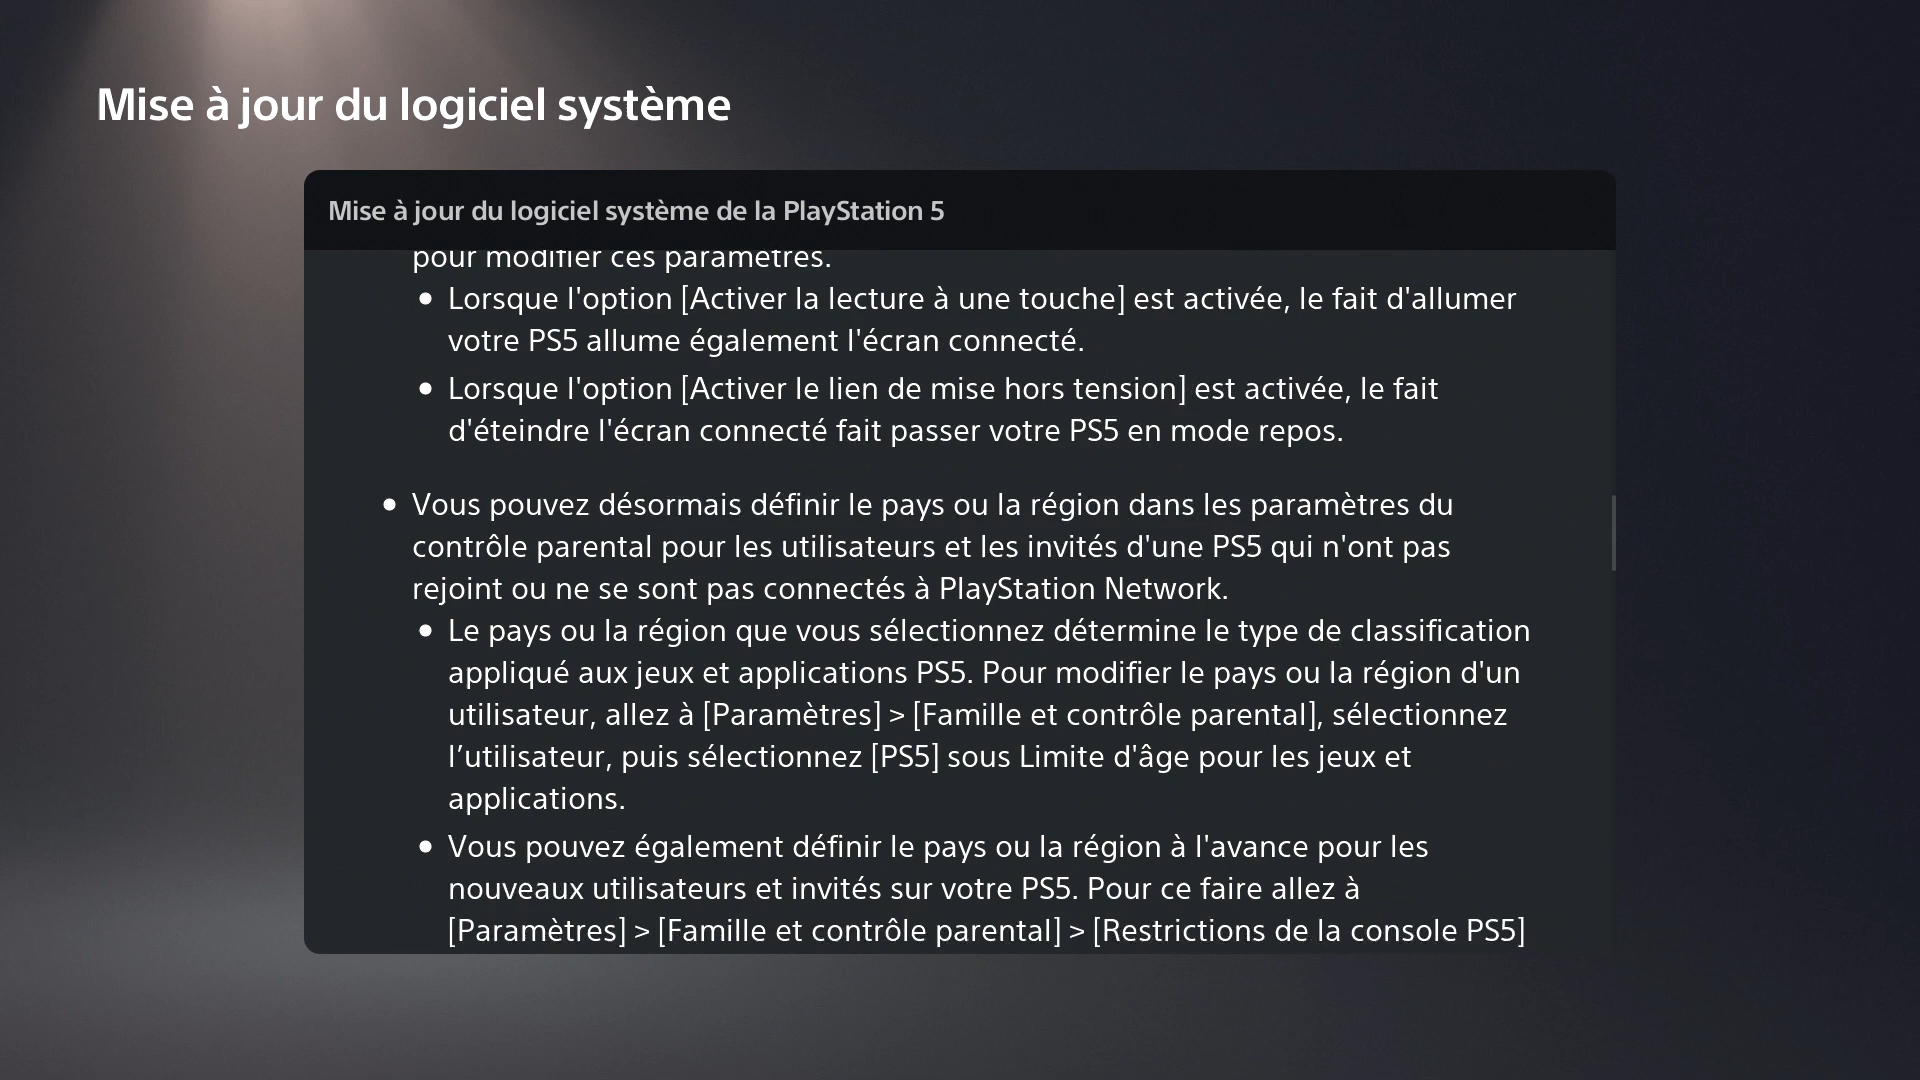 Mise à jour du logiciel système
Mise à jour du logiciel système de la PlayStation 5
pour modifier ces paramètres.
• Lorsque l'option [Activer la lecture à une touche] est activée, le fait d'allumer
votre PS5 allume également l'écran connecté.
• Lorsque l'option [Activer le lien de mise hors tension] est activée, le fait
d'éteindre l'écran connecté fait passer votre PS5 en mode repos.
• Vous pouvez désormais définir le pays ou la région dans les paramètres du
contrôle parental pour les utilisateurs et les invités d'une PS5 qui n'ont pas
rejoint ou ne se sont pas connectés à PlayStation Network.
• Le pays ou la région que vous sélectionnez détermine le type de classification
appliqué aux jeux et applications PS5. Pour modifier le pays ou la région d'un
utilisateur, allez à [Paramètres] > [Famille et contrôle parental], sélectionnez
l’utilisateur, puis sélectionnez [PS5] sous Limite d'âge pour les jeux et
applications.
• Vous pouvez également définir le pays ou la région à l'avance pour les
nouveaux utilisateurs et invités sur votre PS5. Pour ce faire allez à
[Paramètres] > [Famille et contrôle parental] > [Restrictions de la console PS5]